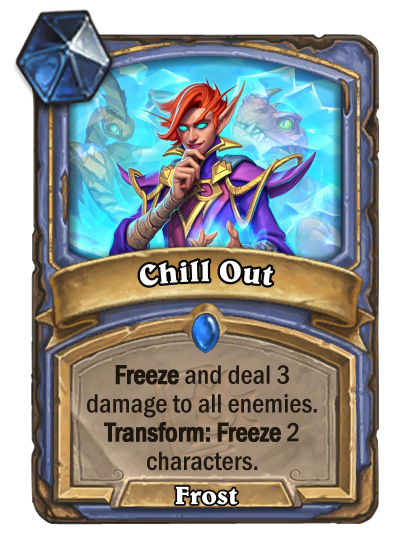 Chill Out
Freeze and deal 3
damage to all enemies.
Transform: Freeze 2
characters.
Frost